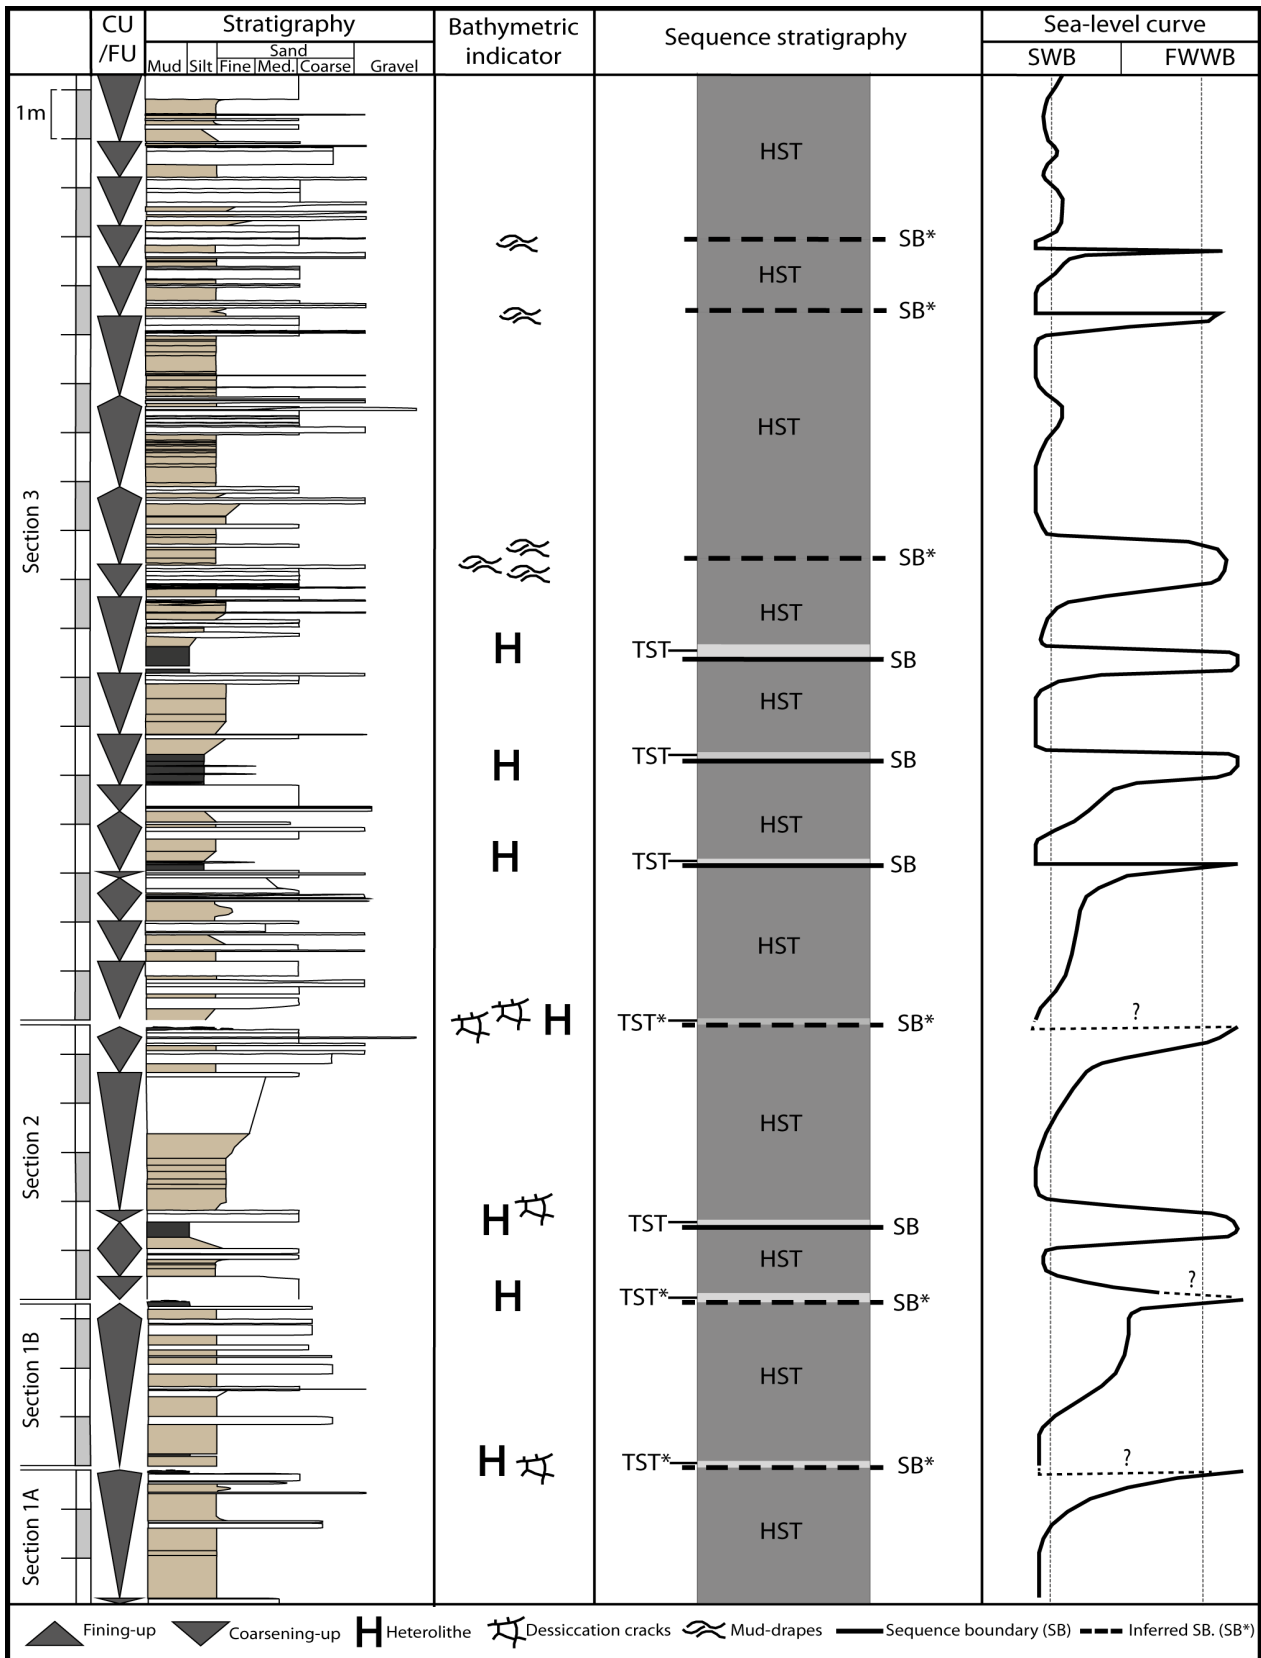 CU
/FU
Stratigraphy
Sand
Mud Silt Fine Med. Coarse Gravel
Bathymetric
indicator
Sequence stratigraphy
Sea-level curve
SWB FWWB
1m
HST
SB*
HST
SB*
HST
Section 3
SB*
HST
TST SB
HST
TST SB
HST
H
TST SB
H
H
HST
H
TST* SB*
?
HST
Section 2
H
TST SB
HST
H
TST* SB*
?
Section 1B
HST
H
TST* SB*
?
Section 1A
HST
Fining-up Coarsening-up H Heterolithe Dessiccation cracks Mud-drapes Sequence boundary (SB) Inferred SB. (SB*)